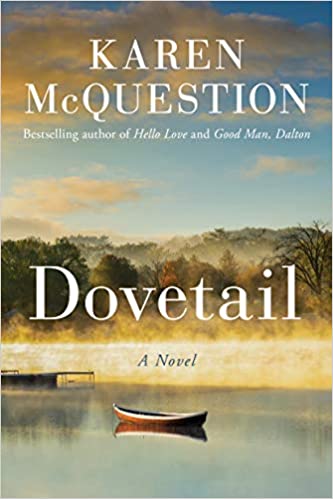 KAREN
McQUESTION
Bestselling author of Hello Love and Good Man, Dalton
Dovetail
A Novel